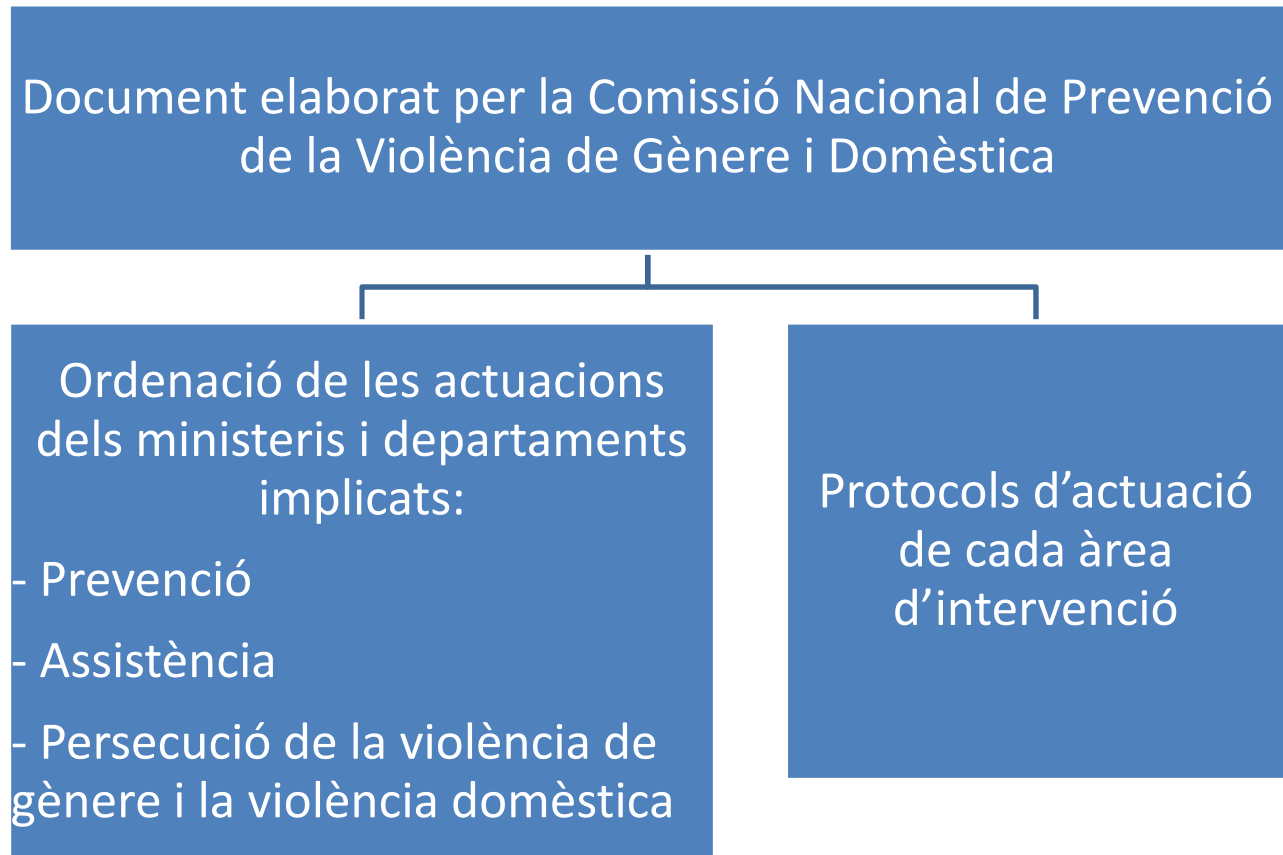 Document elaborat per la Comissió Nacional de Prevenció
de la Violència de Gènere i Domèstica
Ordenació de les actuacions
dels ministeris i departaments
implicats:
- Prevenció
- Assistència
- Persecució de la violència de
gènere i la violència domèstica
Protocols d’actuació
de cada àrea
d’intervenció